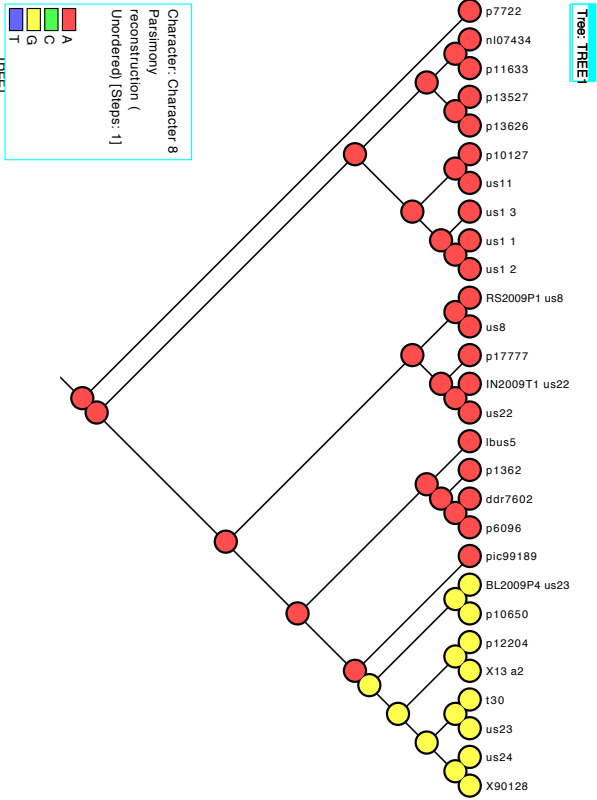 Tree: TREE1
Character: Character 8
Parsimony
reconstruction (
Unordered) [Steps: 1]
A
C
G
T
p7722
nl07434
p11633
p13527
p13626
p10127
us11
us1 3
us1 1
us1 2
RS2009P1 us8
us8
p17777
IN2009T1 us22
us22
lbus5
p1362
ddr7602
p6096
pic99189
BL2009P4 us23
p10650
p12204
X13 a2
t30
us23
us24
X90128